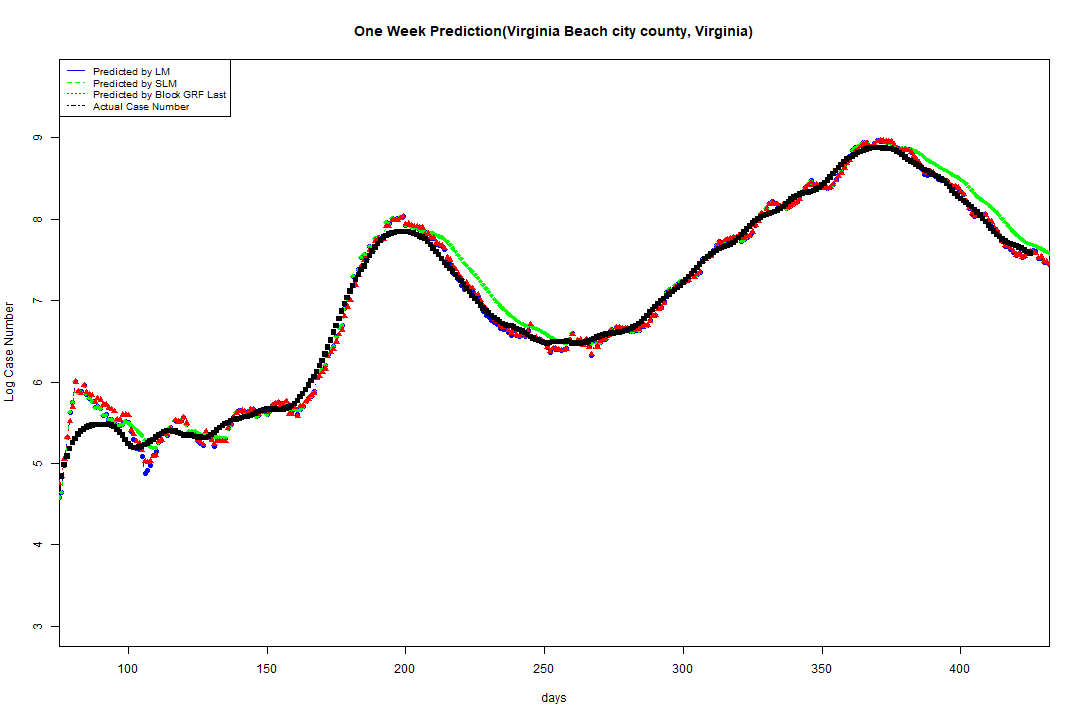 One Week Prediction(Virginia Beach city county, Virginia)
Predicted by LM
Predicted by SLM
Predicted by Block GRF Last
Actual Case Number
9
8
7
6
5
4
3
Log Case Number
100 150 200 250 300 350 400
days